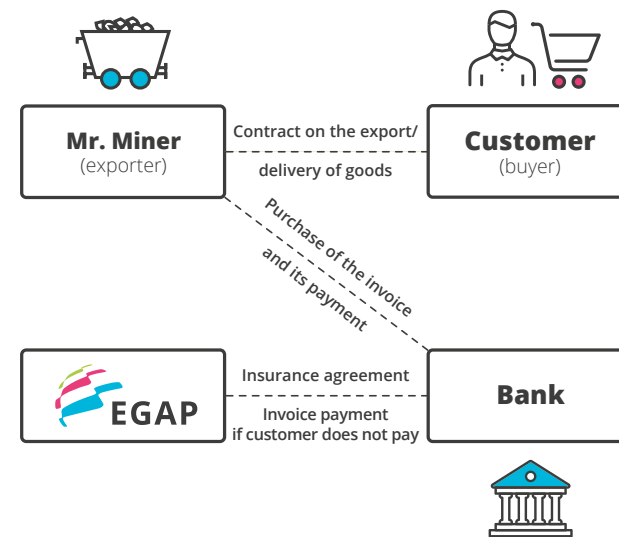 Mr. Miner
(exporter)
Contract on the export/
delivery of goods
Customer
(buyer)
Purchase of the invoice
and its payment
EGAP
Insurance agreement
Invoice payment
if customer does not pay
Bank